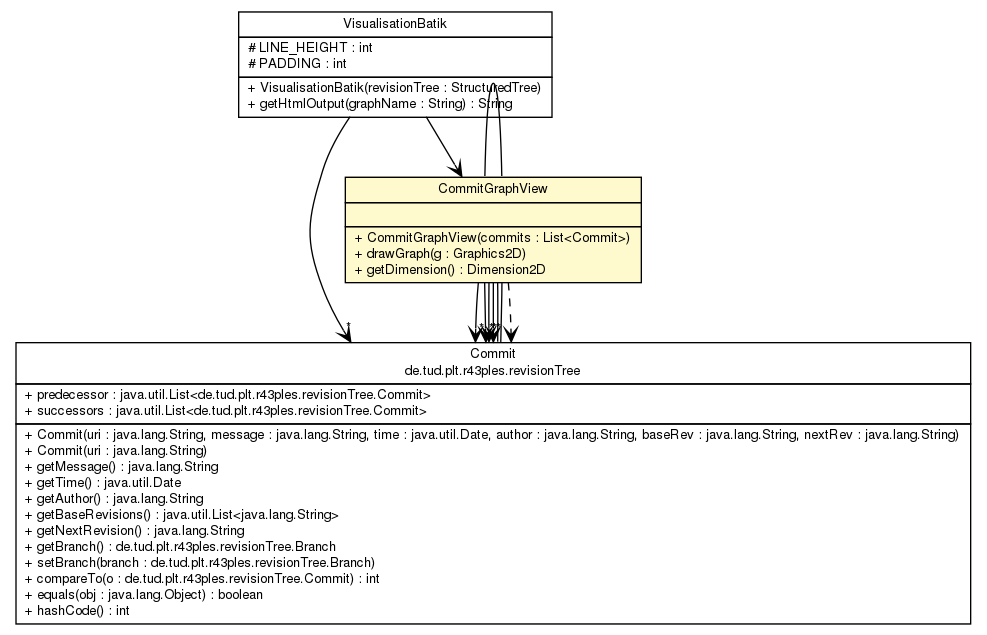 VisualisationBatik
# LINE_HEIGHT : int
# PADDING : int
+ VisualisationBatik(revisionTree : StructuredTree)
+ getHtmlOutput(graphName : String) : String
CommitGraphView
+ CommitGraphView(commits : List<Commit>)
+ drawGraph(g : Graphics2D)
+ getDimension() : Dimension2D
*
Commit
de.tud.plt.r43ples.revisionTree
+ predecessor : java.util.List<de.tud.plt.r43ples.revisionTree.Commit>
+ successors : java.util.List<de.tud.plt.r43ples.revisionTree.Commit>
+ Commit(uri : java.lang.String, message : java.lang.String, time : java.util.Date, author : java.lang.String, baseRev : java.lang.String, nextRev : java.lang.String)
+ Commit(uri : java.lang.String)
+ getMessage() : java.lang.String
+ getTime() : java.util.Date
+ getAuthor() : java.lang.String
+ getBaseRevisions() : java.util.List<java.lang.String>
+ getNextRevision() : java.lang.String
+ getBranch() : de.tud.plt.r43ples.revisionTree.Branch
+ setBranch(branch : de.tud.plt.r43ples.revisionTree.Branch)
+ compareTo(o : de.tud.plt.r43ples.revisionTree.Commit) : int
+ equals(obj : java.lang.Object) : boolean
+ hashCode() : int